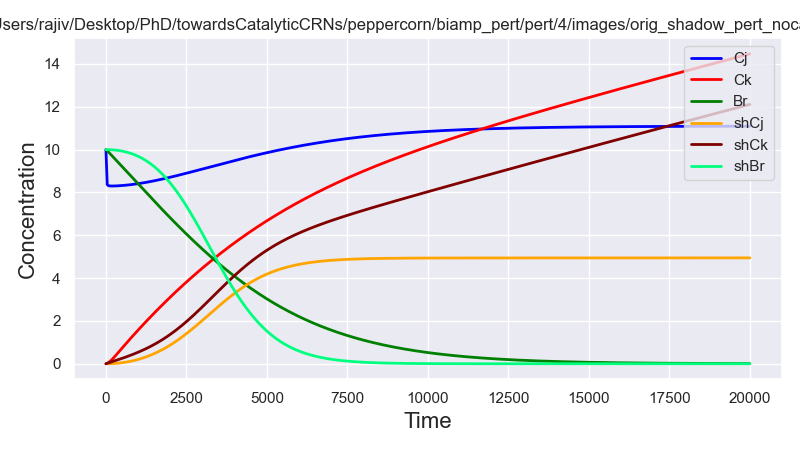 Users/rajiv/Desktop/PhD/towardsCatalyticCRNs/peppercorn/biamp_pert/pert/4/images/orig_shadow_pert_noca
Cj
Ck
Br
shCj
shCk
shBr
14
12
10
8
6
4
2
0
Concentration
0 2500 5000 7500 10000 12500 15000 17500 20000
Time